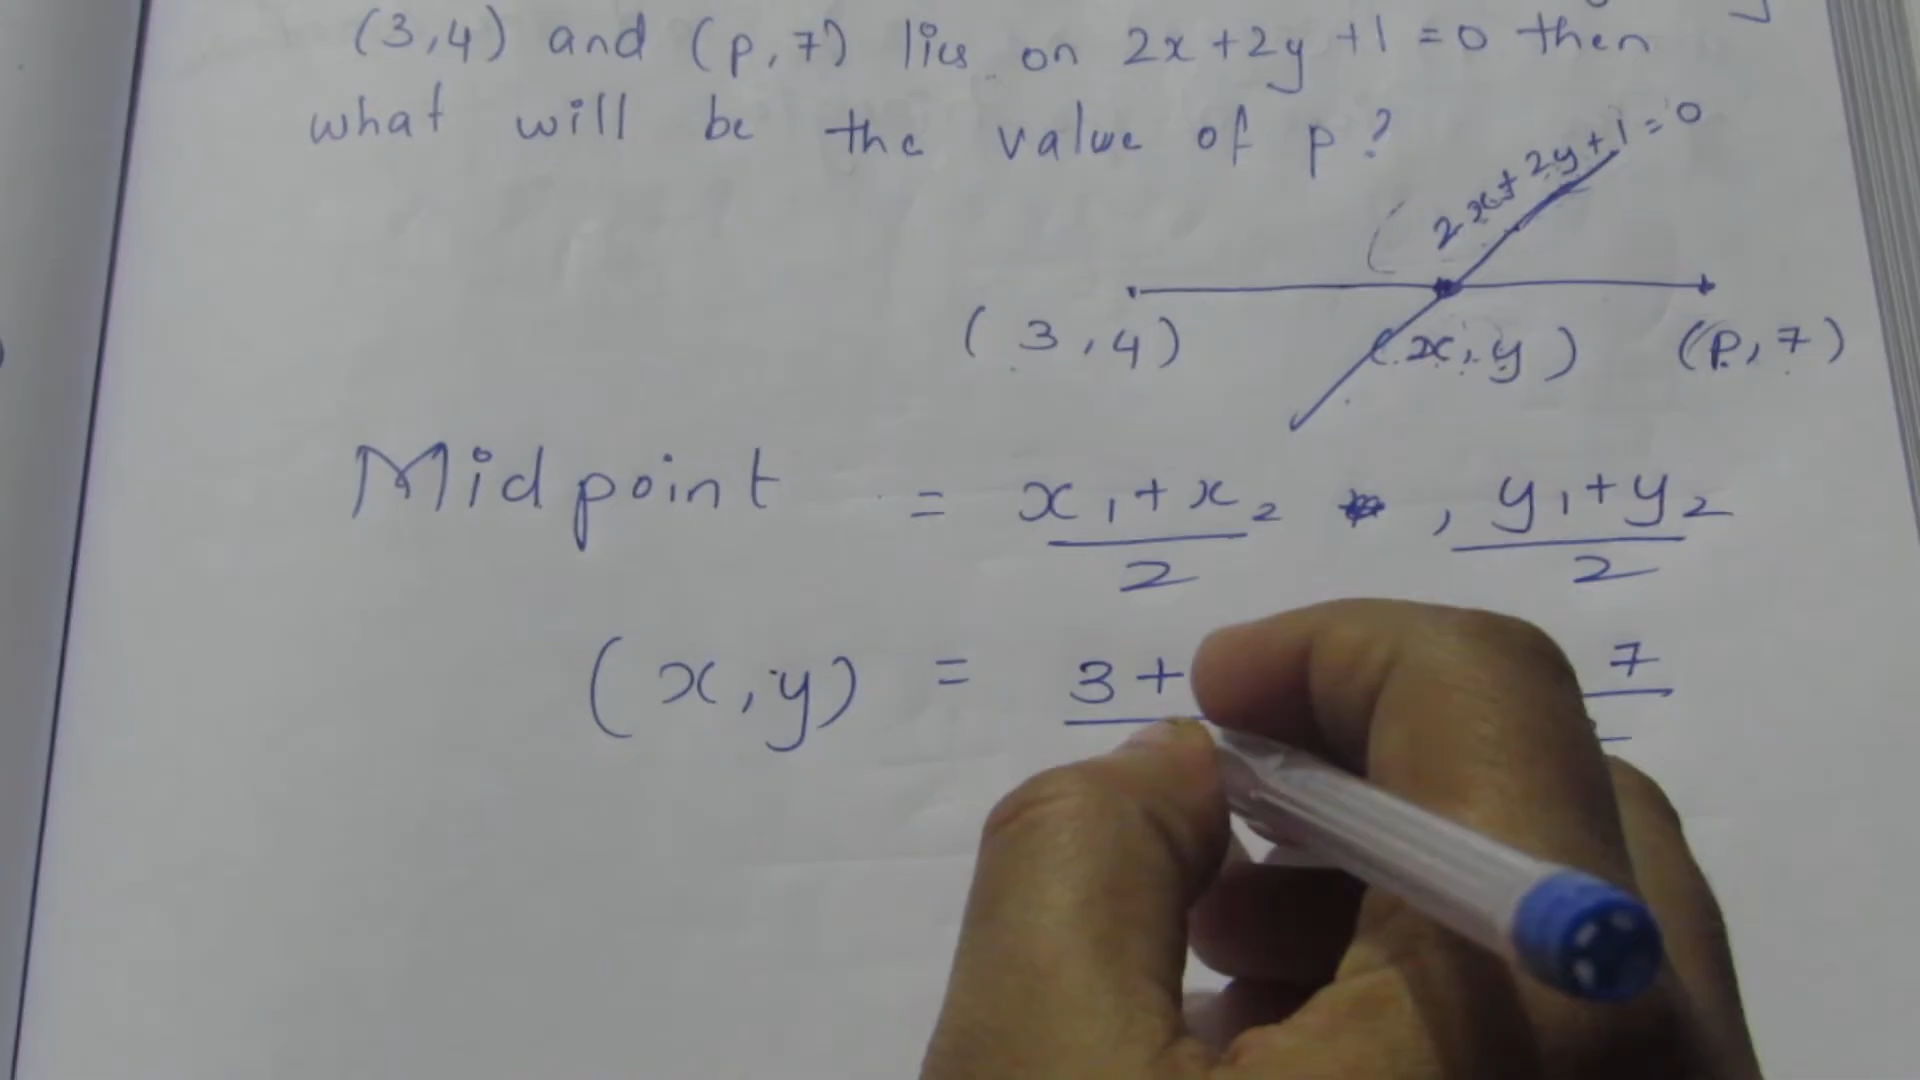 (3,4) and (p,7) lies on 2x+2y+1=0 then
what will be the value of p?
2x+2y+1=0
(3,4) (x,y) (p,7)
Midpoint = x₁+x₂/2 , y₁+y₂/2
(x,y) = 3+ 7